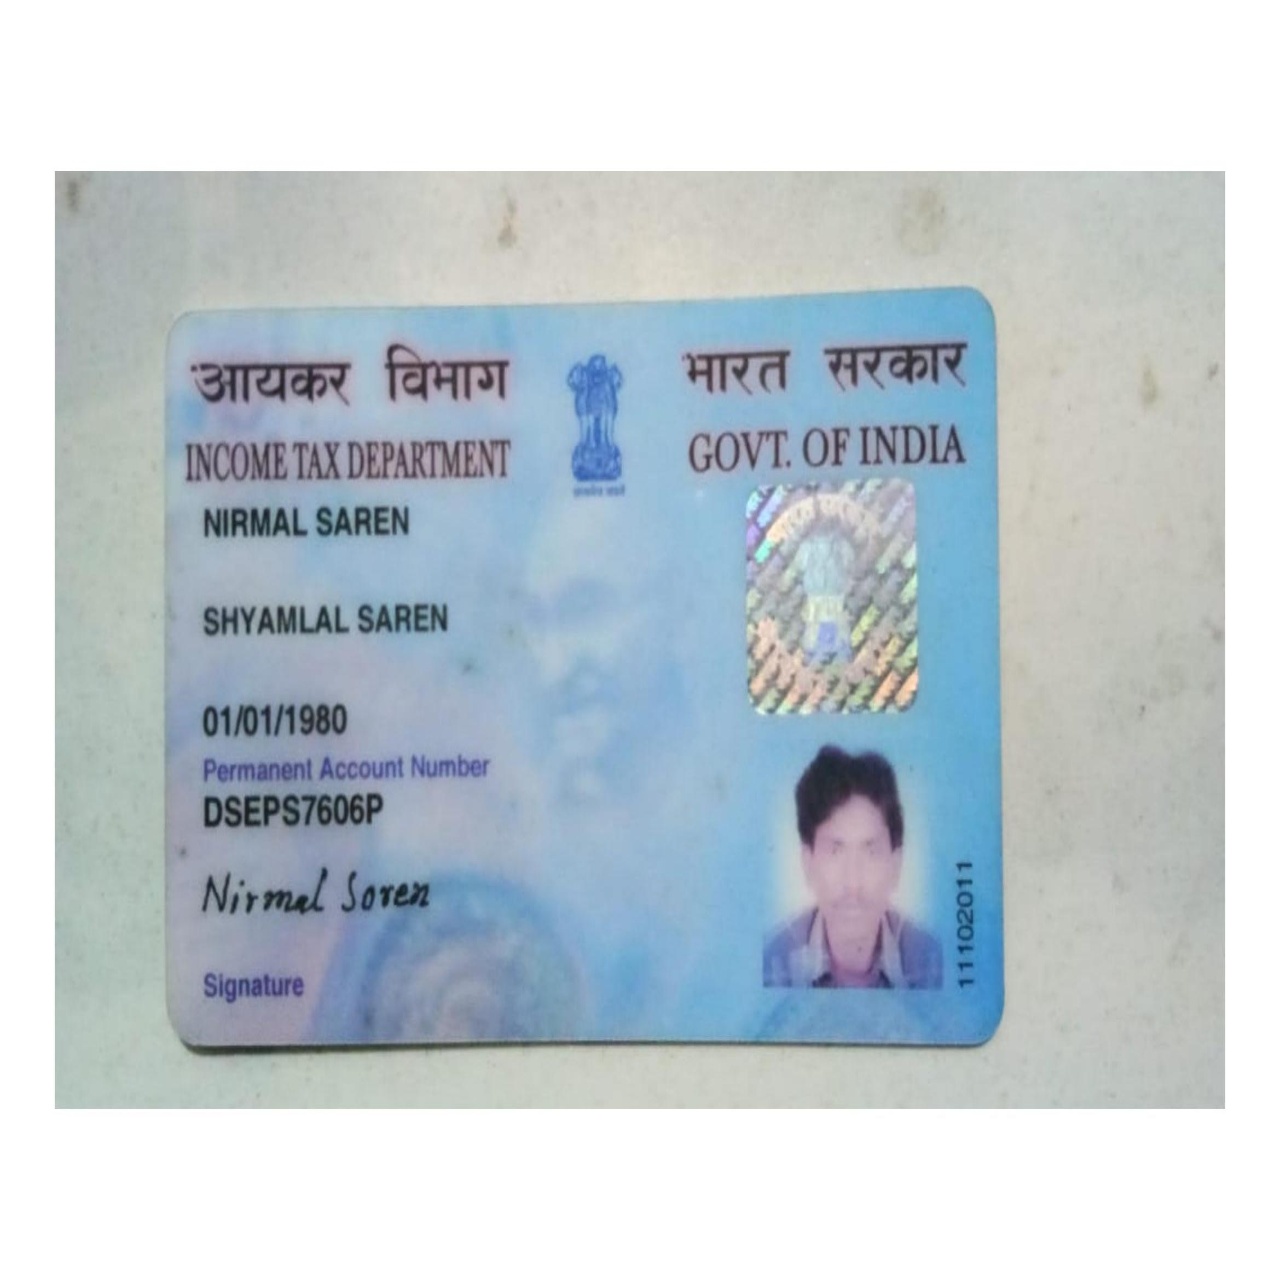 आयकर विभाग
भारत सरकार
INCOME TAX DEPARTMENT
GOVT. OF INDIA
NIRMAL SAREN
SHYAMLAL SAREN
01/01/1980
Permanent Account Number
DSEPS7606P
Nirmal Soren
Signature
11102011